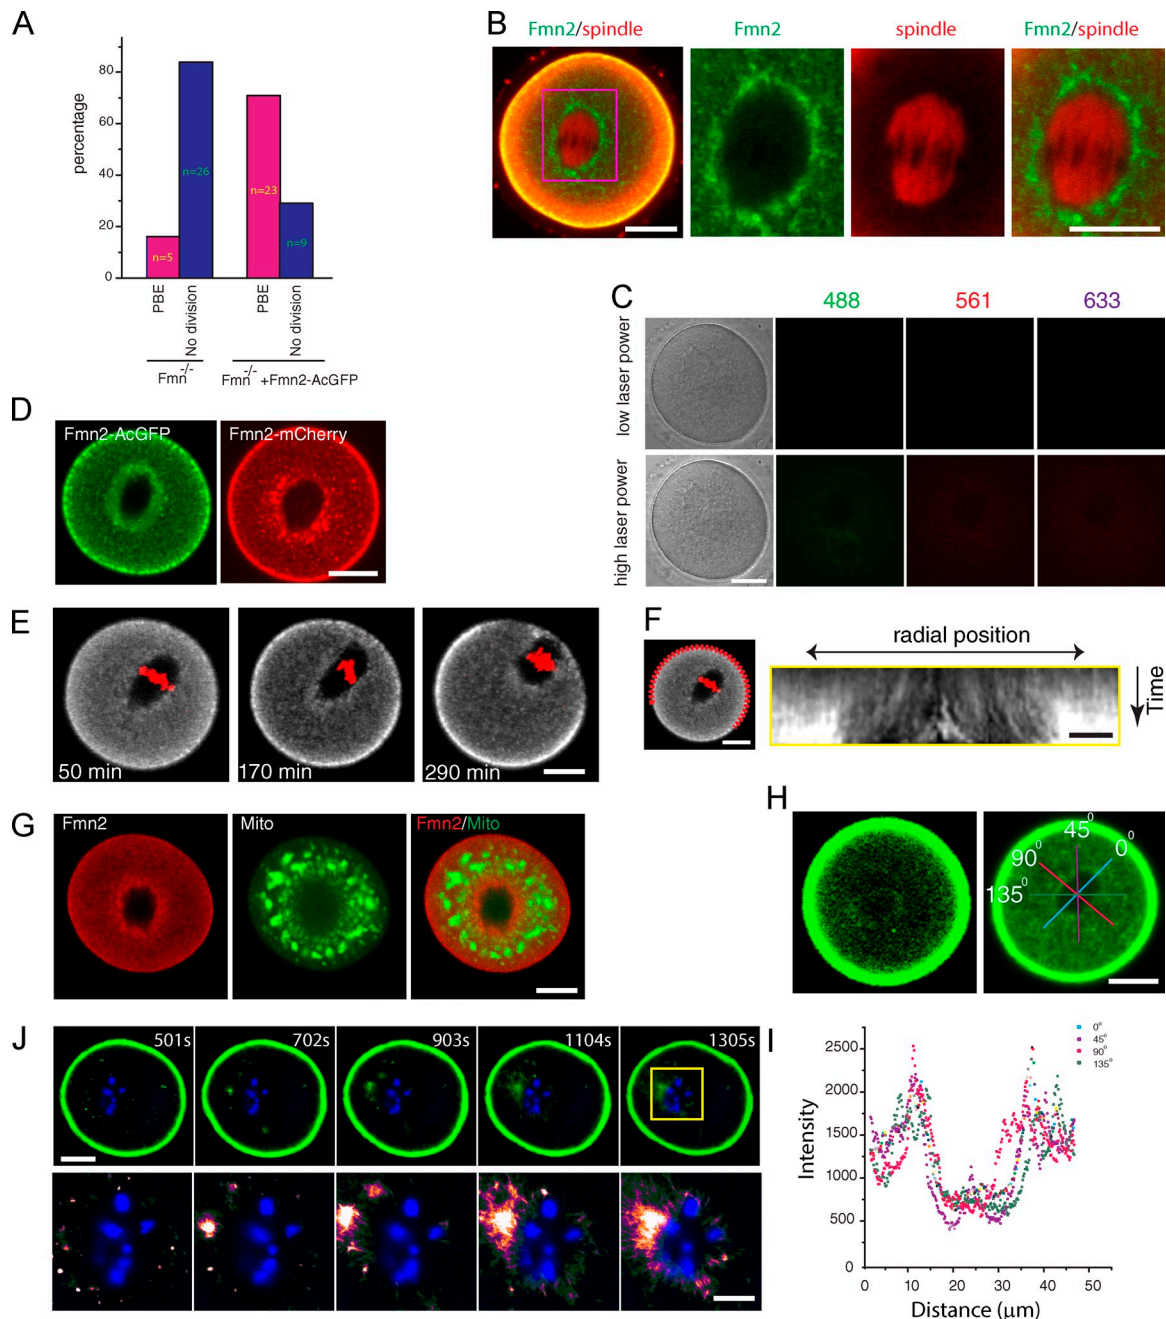 A
percentage
80
60
40
20
0
n=5
n=26
n=23
n=9
PBE
No division
PBE
No division
Fmn-/-
Fmn-/- +Fmn2-AcGFP
B
Fmn2/spindle
Fmn2
spindle
Fmn2/spindle
C
488
561
633
low laser power
high laser power
D
Fmn2-AcGFP
Fmn2-mCherry
E
50 min
170 min
290 min
F
radial position
Time
G
Fmn2
Mito
Fmn2/Mito
H
0°
45°
90°
135°
J
501s
702s
903s
1104s
1305s
I
0°
45°
90°
135°
Intensity
2500
2000
1500
1000
500
0
0 10 20 30 40 50
Distance (μm)